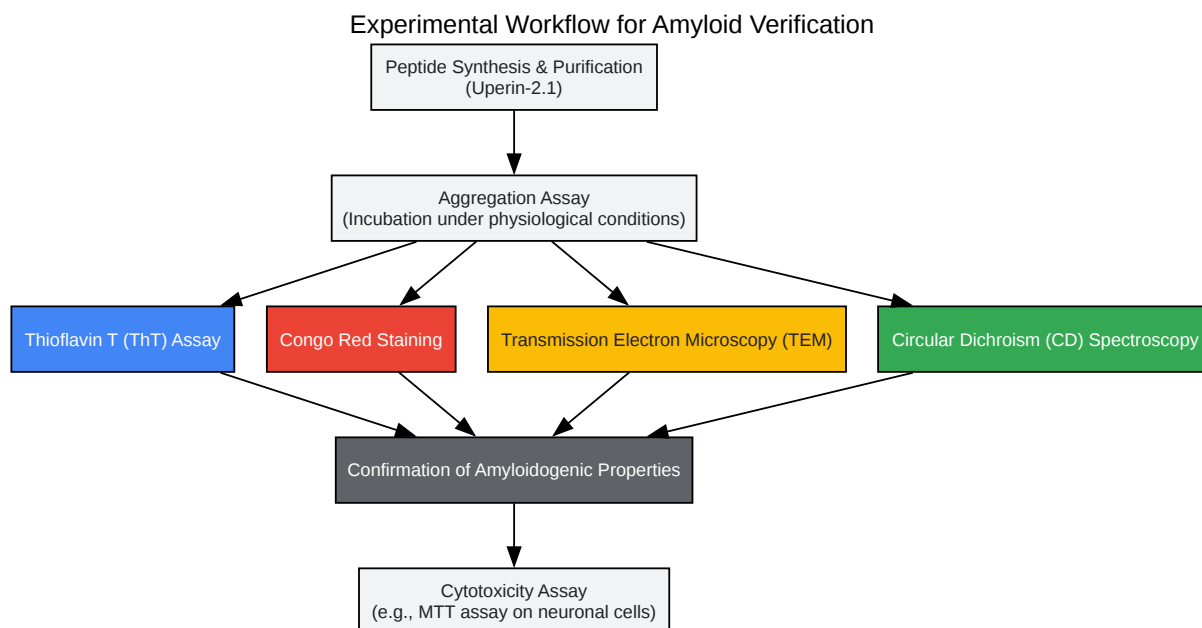 Experimental Workflow for Amyloid Verification
Peptide Synthesis & Purification
(Uperin-2.1)
Aggregation Assay
(Incubation under physiological conditions)
Thioflavin T (ThT) Assay
Congo Red Staining
Transmission Electron Microscopy (TEM)
Circular Dichroism (CD) Spectroscopy
Confirmation of Amyloidogenic Properties
Cytotoxicity Assay
(e.g., MTT assay on neuronal cells)